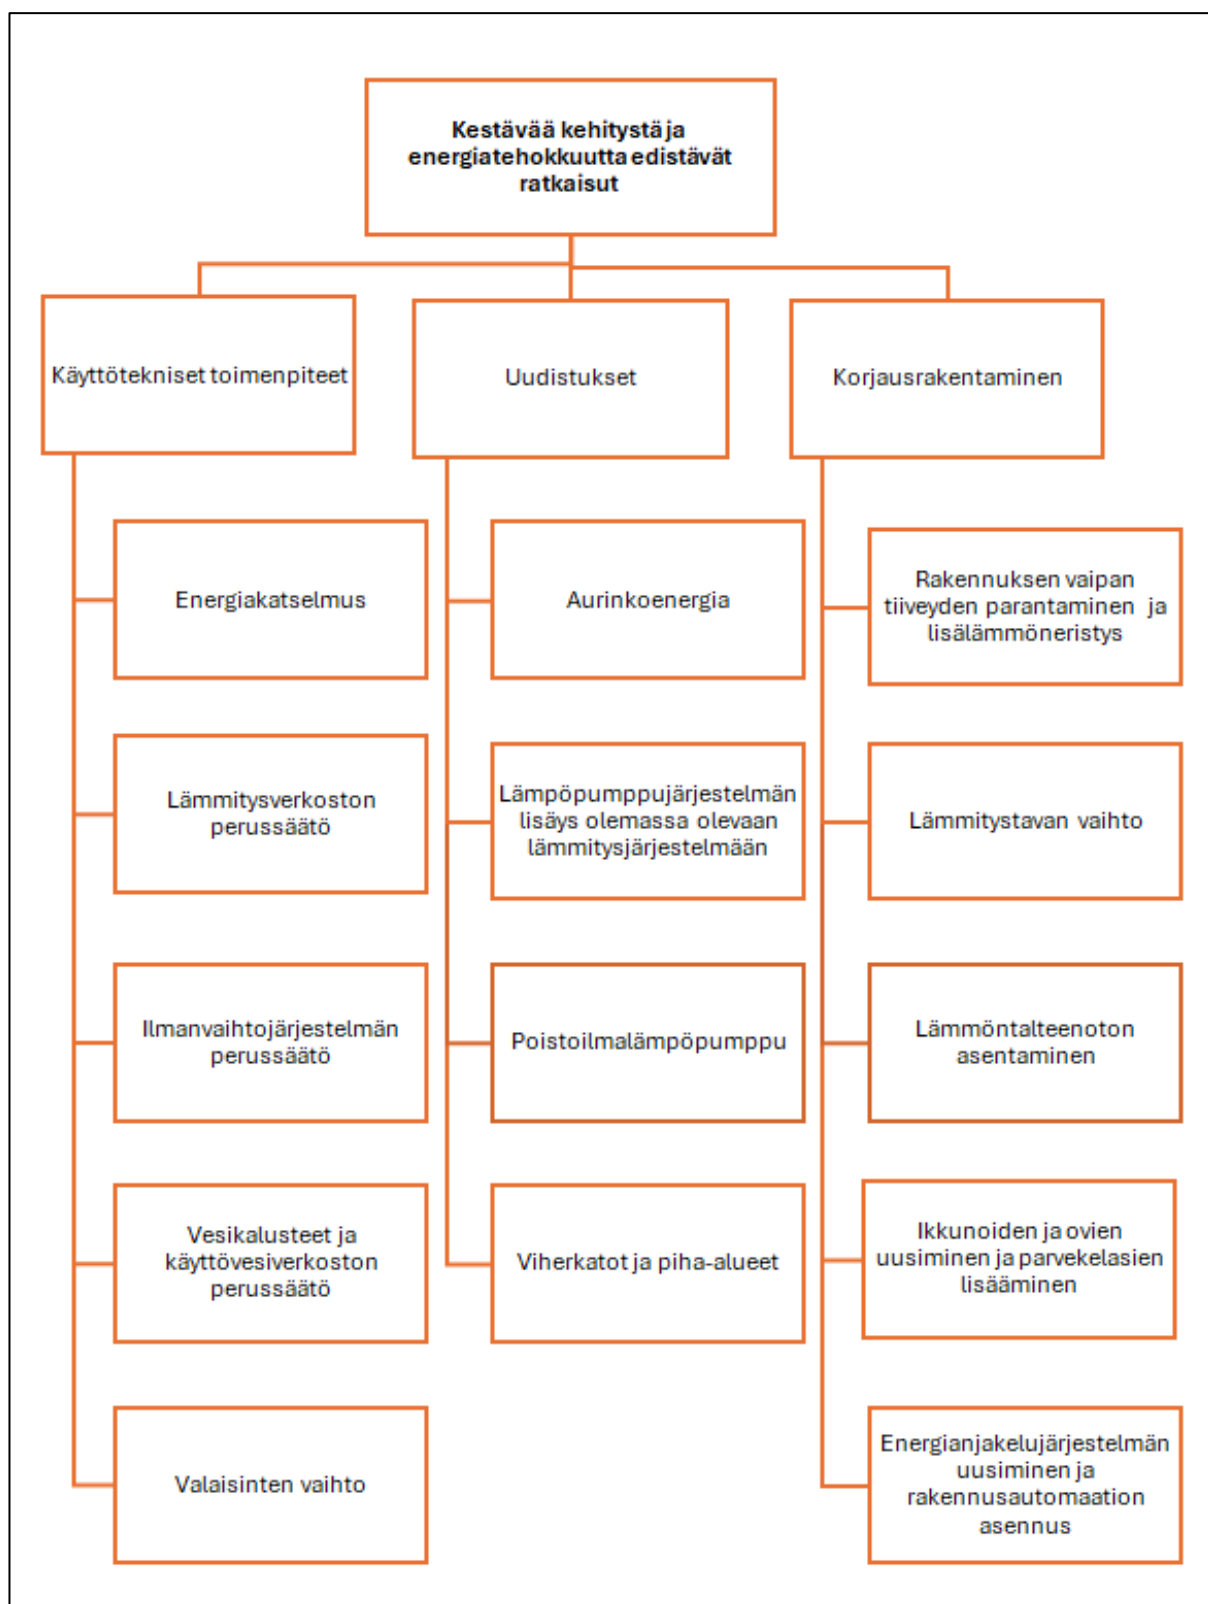 Kestävää kehitystä ja
energiatehokkuutta edistävät
ratkaisut
Käyttötekniset toimenpiteet
Uudistukset
Korjausrakentaminen
Energiakatselmus
Lämmitysverkoston
perussäätö
Ilmanvaihtojärjestelmän
perussäätö
Vesikalusteet ja
käyttövesiverkoston
perussäätö
Valaisinten vaihto
Aurinkoenergia
Lämpöpumppujärjestelmän
lisäys olemassa olevaan
lämmitysjärjestelmään
Poistoilmalämpöpumppu
Viherkatot ja piha-alueet
Rakennuksen vaipan
tiiveyden parantaminen ja
lisälämmöneristys
Lämmitystavan vaihto
Lämmöntalteenoton
asentaminen
Ikkunoiden ja ovien
uusiminen ja parvekelasien
lisääminen
Energianjakelujärjestelmän
uusiminen ja
rakennusautomaation
asennus